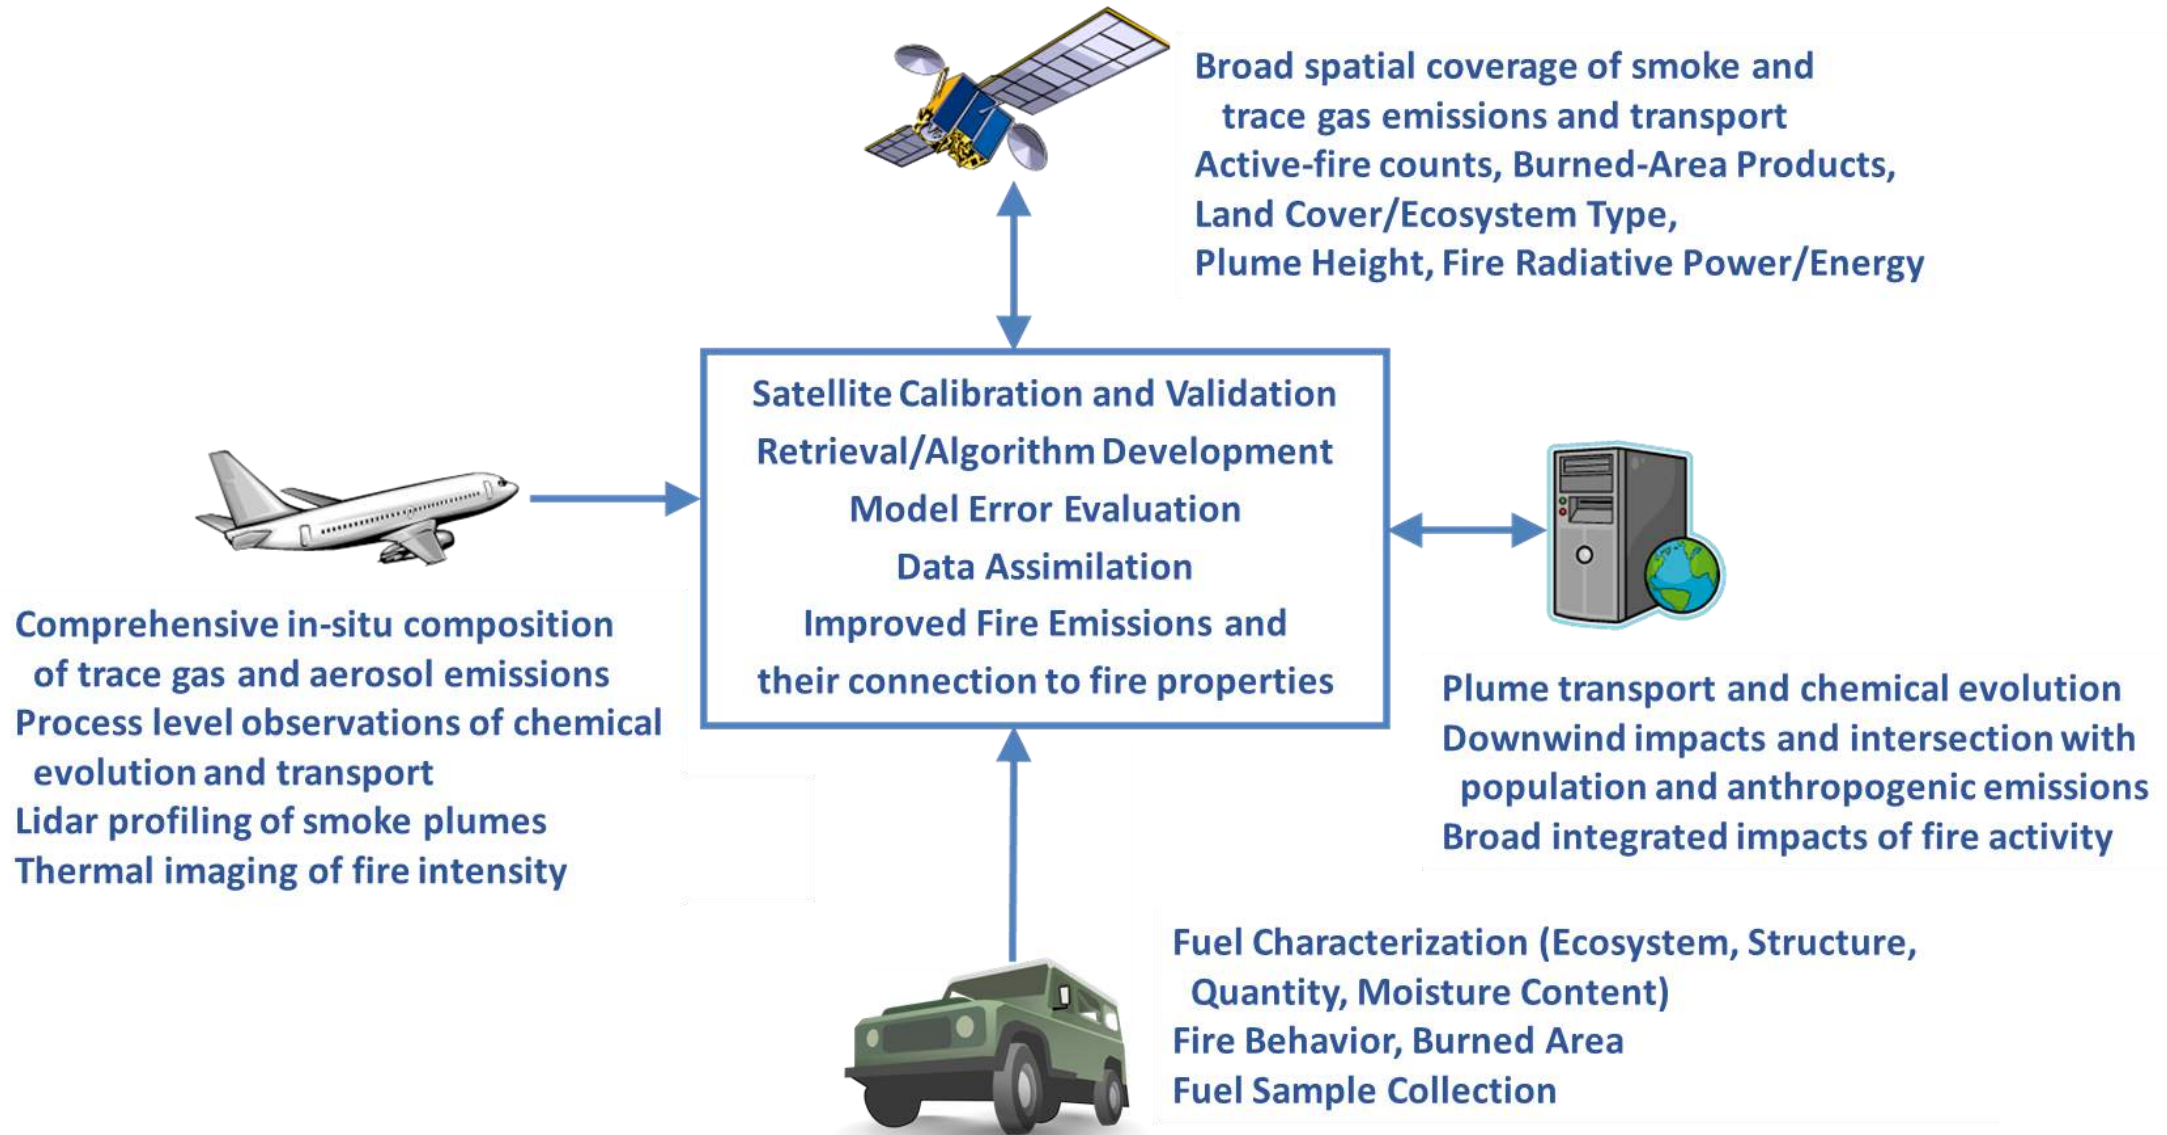 Broad spatial coverage of smoke and
trace gas emissions and transport
Active-fire counts, Burned-Area Products,
Land Cover/Ecosystem Type,
Plume Height, Fire Radiative Power/Energy
Satellite Calibration and Validation
Retrieval/Algorithm Development
Model Error Evaluation
Data Assimilation
Improved Fire Emissions and
their connection to fire properties
Comprehensive in-situ composition
of trace gas and aerosol emissions
Process level observations of chemical
evolution and transport
Lidar profiling of smoke plumes
Thermal imaging of fire intensity
Plume transport and chemical evolution
Downwind impacts and intersection with
population and anthropogenic emissions
Broad integrated impacts of fire activity
Fuel Characterization (Ecosystem, Structure,
Quantity, Moisture Content)
Fire Behavior, Burned Area
Fuel Sample Collection